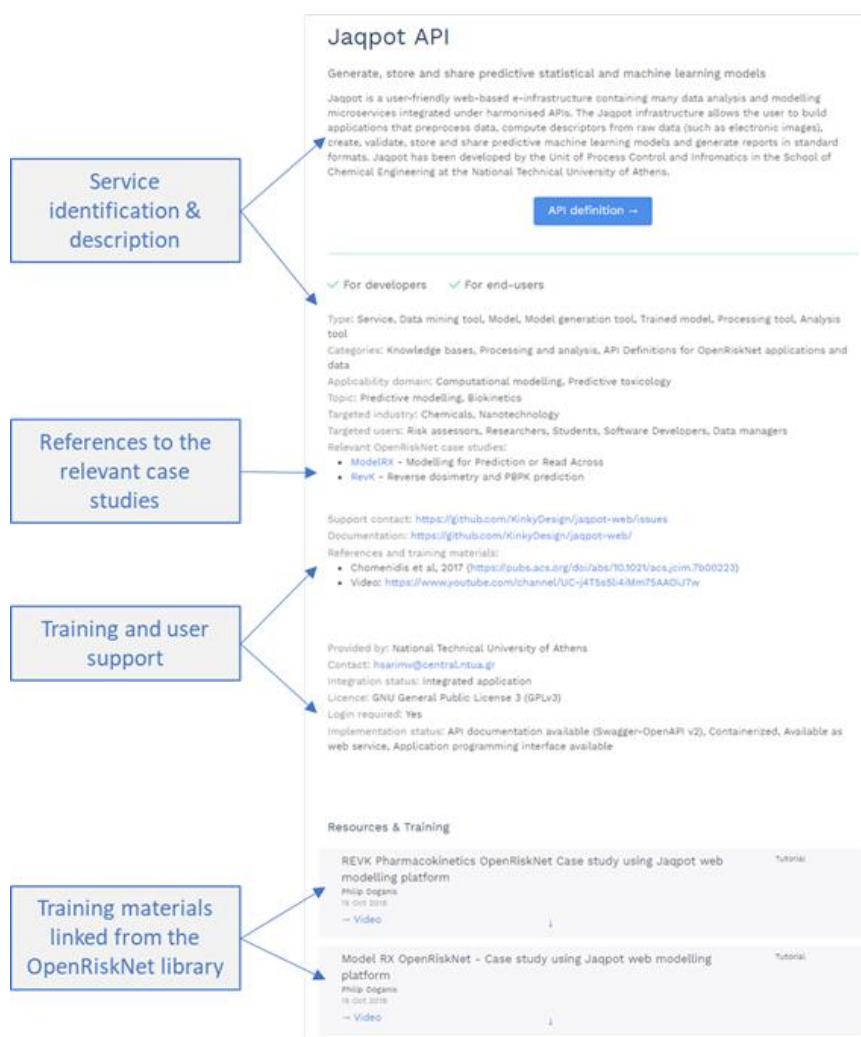 Jaqpot API
Generate, store and share predictive statistical and machine learning models
Jaqpot is a user-friendly web-based e-infrastructure containing many data analysis and modelling
microservices integrated under harmonised APIs. The Jaqpot infrastructure allows the user to build
applications that preprocess data, compute descriptors from raw data (such as electronic images),
create, validate, store and share predictive machine learning models and generate reports in standard
formats. Jaqpot has been developed by the Unit of Process Control and Infromatics in the School of
Chemical Engineering at the National Technical University of Athens.
API definition →
Service
identification &
description
✓ For developers ✓ For end-users
Type: Service, Data mining tool, Model, Model generation tool, Trained model, Processing tool, Analysis
tool
Categories: Knowledge bases, Processing and analysis, API Definitions for OpenRiskNet applications and
data
Applicability domain: Computational modelling, Predictive toxicology
Topic: Predictive modelling, Biokinetics
Targeted industry: Chemicals, Nanotechnology
Targeted users: Risk assessors, Researchers, Students, Software Developers, Data managers
Relevant OpenRiskNet case studies:
• ModelRX - Modelling for Prediction or Read Across
• RevK - Reverse dosimetry and PBPK prediction
References to the
relevant case
studies
Support contact: https://github.com/KinkyDesign/jaqpot-web/issues
Documentation: https://github.com/KinkyDesign/jaqpot-web/
References and training materials:
• Chomenidis et al, 2017 (https://pubs.acs.org/doi/abs/10.1021/acs.jcim.7b00223)
• Video: https://www.youtube.com/channel/UC-j4T5s5li4iMm75AAOiJ7w
Training and user
support
Provided by: National Technical University of Athens
Contact: hsarimv@central.ntua.gr
Integration status: Integrated application
Licence: GNU General Public License 3 (GPLv3)
Login required: Yes
Implementation status: API documentation available (Swagger-OpenAPI v2), Containerized, Available as
web service, Application programming interface available
Resources & Training
REVK Pharmacokinetics OpenRiskNet Case study using Jaqpot web
modelling platform
Tutorial
Philip Doganis
→ Video
↓
Training materials
linked from the
OpenRiskNet library
Model RX OpenRiskNet - Case study using Jaqpot web modelling
platform
Tutorial
Philip Doganis
→ Video
↓